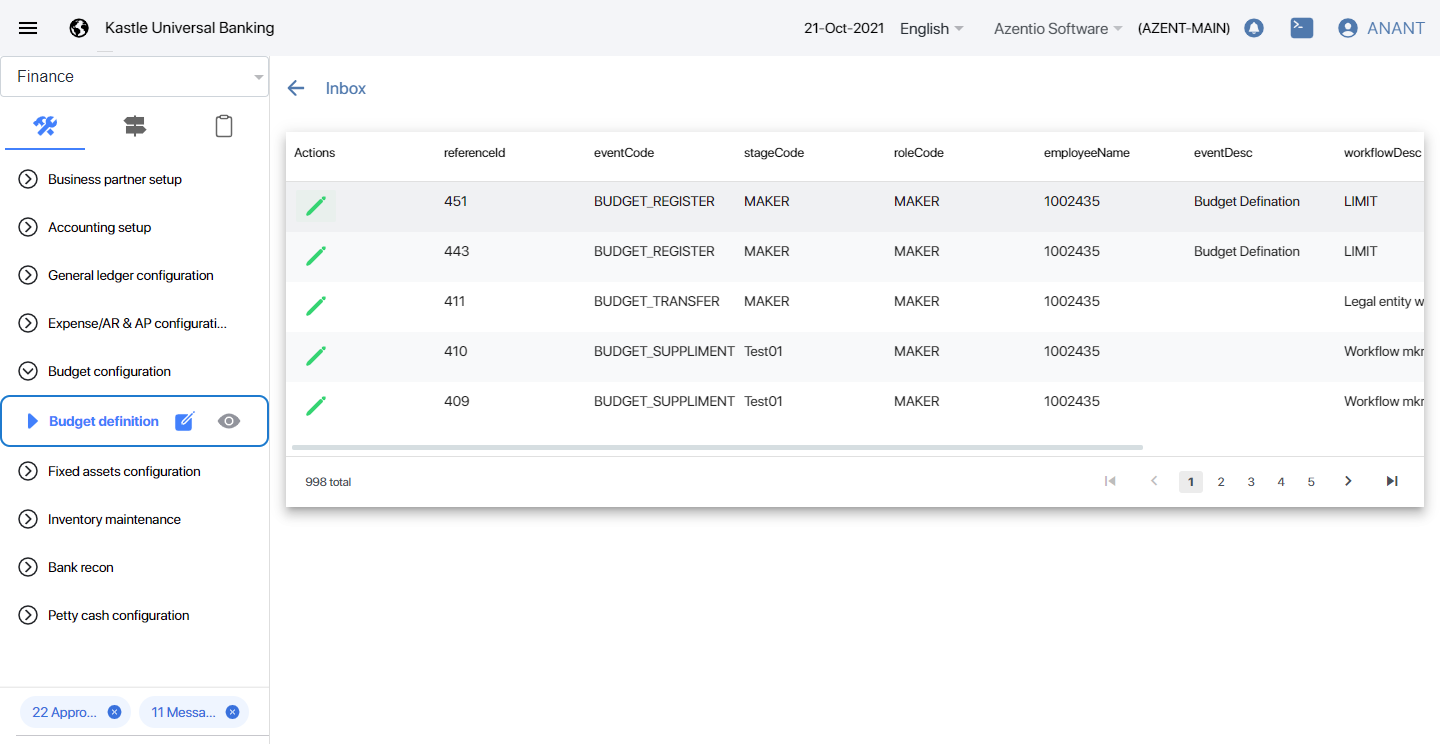 Kastle Universal Banking
21-Oct-2021 English Azentio Software (AZENT-MAIN) ANANT
Finance
Business partner setup
Accounting setup
General ledger configuration
Expense/AR & AP configurati...
Budget configuration
Budget definition
Fixed assets configuration
Inventory maintenance
Bank recon
Petty cash configuration
22 Appro...
11 Messa...
Inbox
Actions referenceId eventCode stageCode roleCode employeeName eventDesc workflowDesc
451 BUDGET_REGISTER MAKER MAKER 1002435 Budget Defination LIMIT
443 BUDGET_REGISTER MAKER MAKER 1002435 Budget Defination LIMIT
411 BUDGET_TRANSFER MAKER MAKER 1002435 Legal entity w
410 BUDGET_SUPPLIMENT Test01 MAKER 1002435 Workflow mkr
409 BUDGET_SUPPLIMENT Test01 MAKER 1002435 Workflow mkr
998 total 1 2 3 4 5